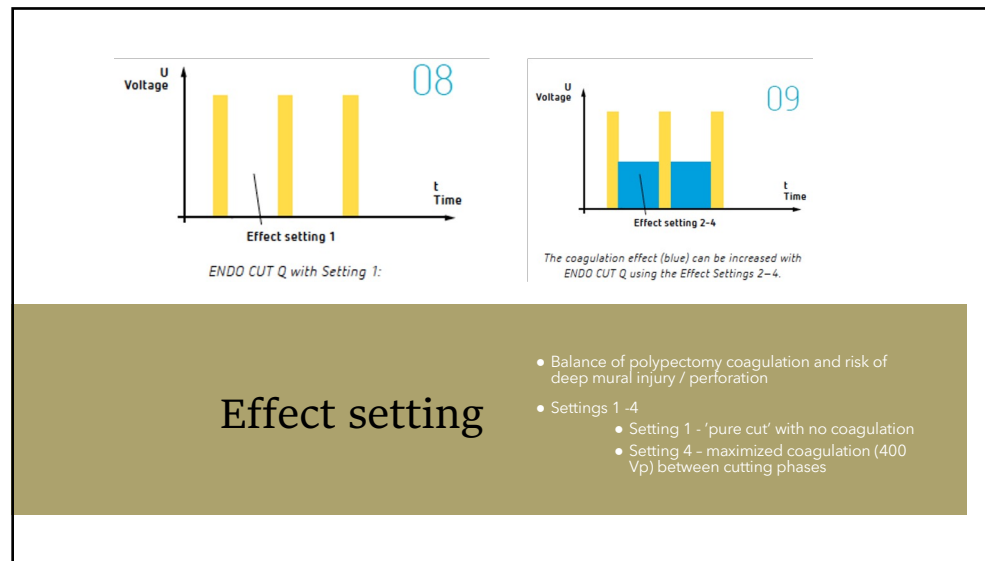 08
U
Voltage
t
Time
Effect setting 1
ENDO CUT Q with Setting 1:
09
U
Voltage
t
Time
Effect setting 2-4
The coagulation effect (blue) can be increased with
ENDO CUT Q using the Effect Settings 2–4.
Effect setting
● Balance of polypectomy coagulation and risk of
deep mural injury / perforation
● Settings 1 -4
● Setting 1 - ‘pure cut’ with no coagulation
● Setting 4 – maximized coagulation (400
Vp) between cutting phases